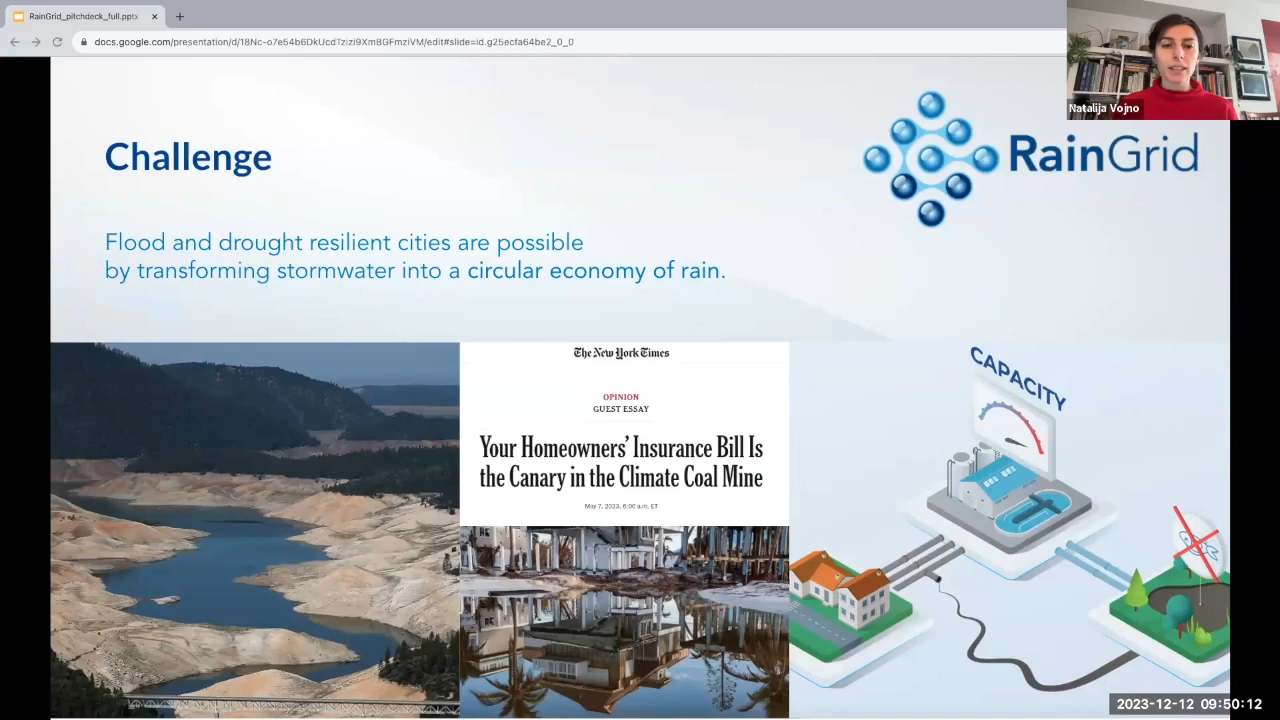 RainGrid_pitchdeck_full.pptx
docs.google.com/presentation/d/18Nc-o7e54b6DkUcdTzizi9XmBGFmziVM/edit#slide=id.g25ecfa64be2_0_0
Natalija Vojno
RainGrid
Challenge
Flood and drought resilient cities are possible
by transforming stormwater into a circular economy of rain.
The New York Times
OPINION
GUEST ESSAY
Your Homeowners' Insurance Bill Is
the Canary in the Climate Coal Mine
May 7, 2023, 6:00 a.m. ET
CAPACITY
2023-12-12 09:50:12